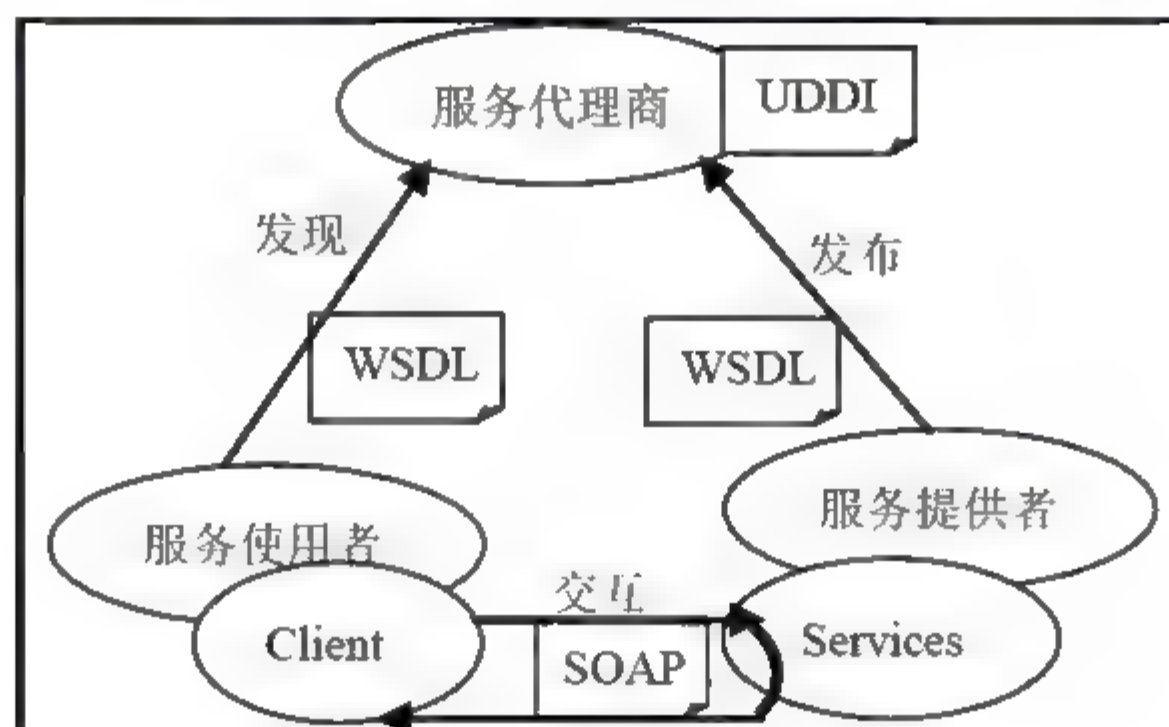 服务代理商
UDDI
发现
发布
WSDL
WSDL
服务提供者
服务使用者
交互
Client
SOAP
Services